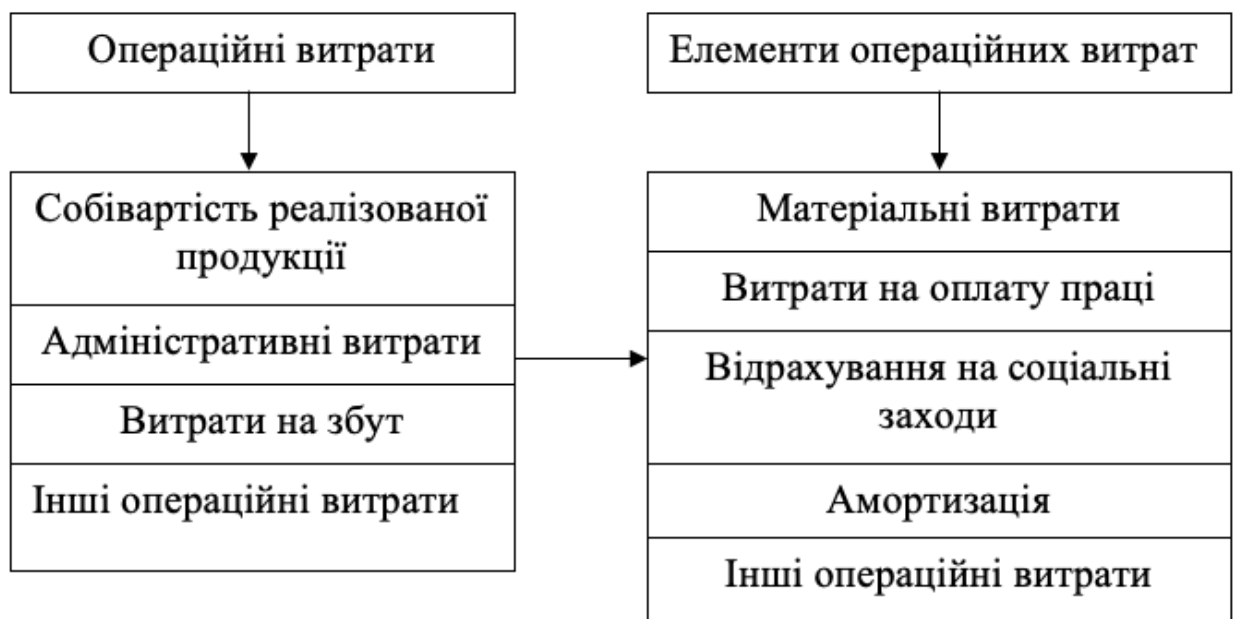 Операційні витрати
Собівартість реалізованої
продукції
Адміністративні витрати
Витрати на збут
Інші операційні витрати
Елементи операційних витрат
Матеріальні витрати
Витрати на оплату праці
Відрахування на соціальні
заходи
Амортизація
Інші операційні витрати